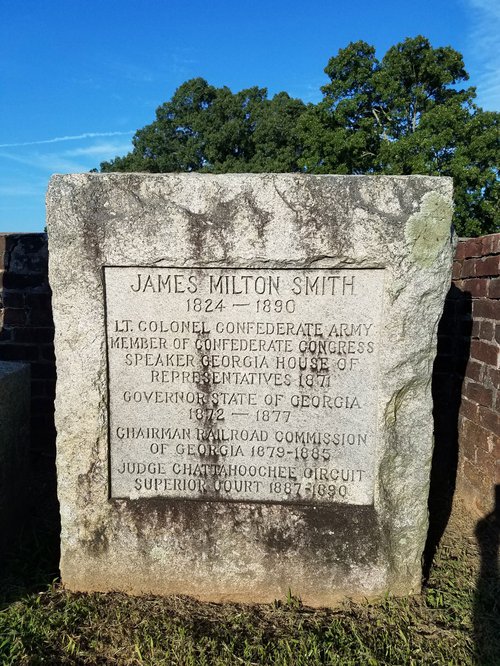 JAMES MILTON SMITH
1824 — 1890
LT. COLONEL CONFEDERATE ARMY
MEMBER OF CONFEDERATE CONGRESS
SPEAKER GEORGIA HOUSE OF
REPRESENTATIVES 1871
GOVERNOR STATE OF GEORGIA
1872 — 1877
CHAIRMAN RAILROAD COMMISSION
OF GEORGIA 1879-1885
JUDGE CHATTAHOOCHEE CIRCUIT
SUPERIOR COURT 1887-1890